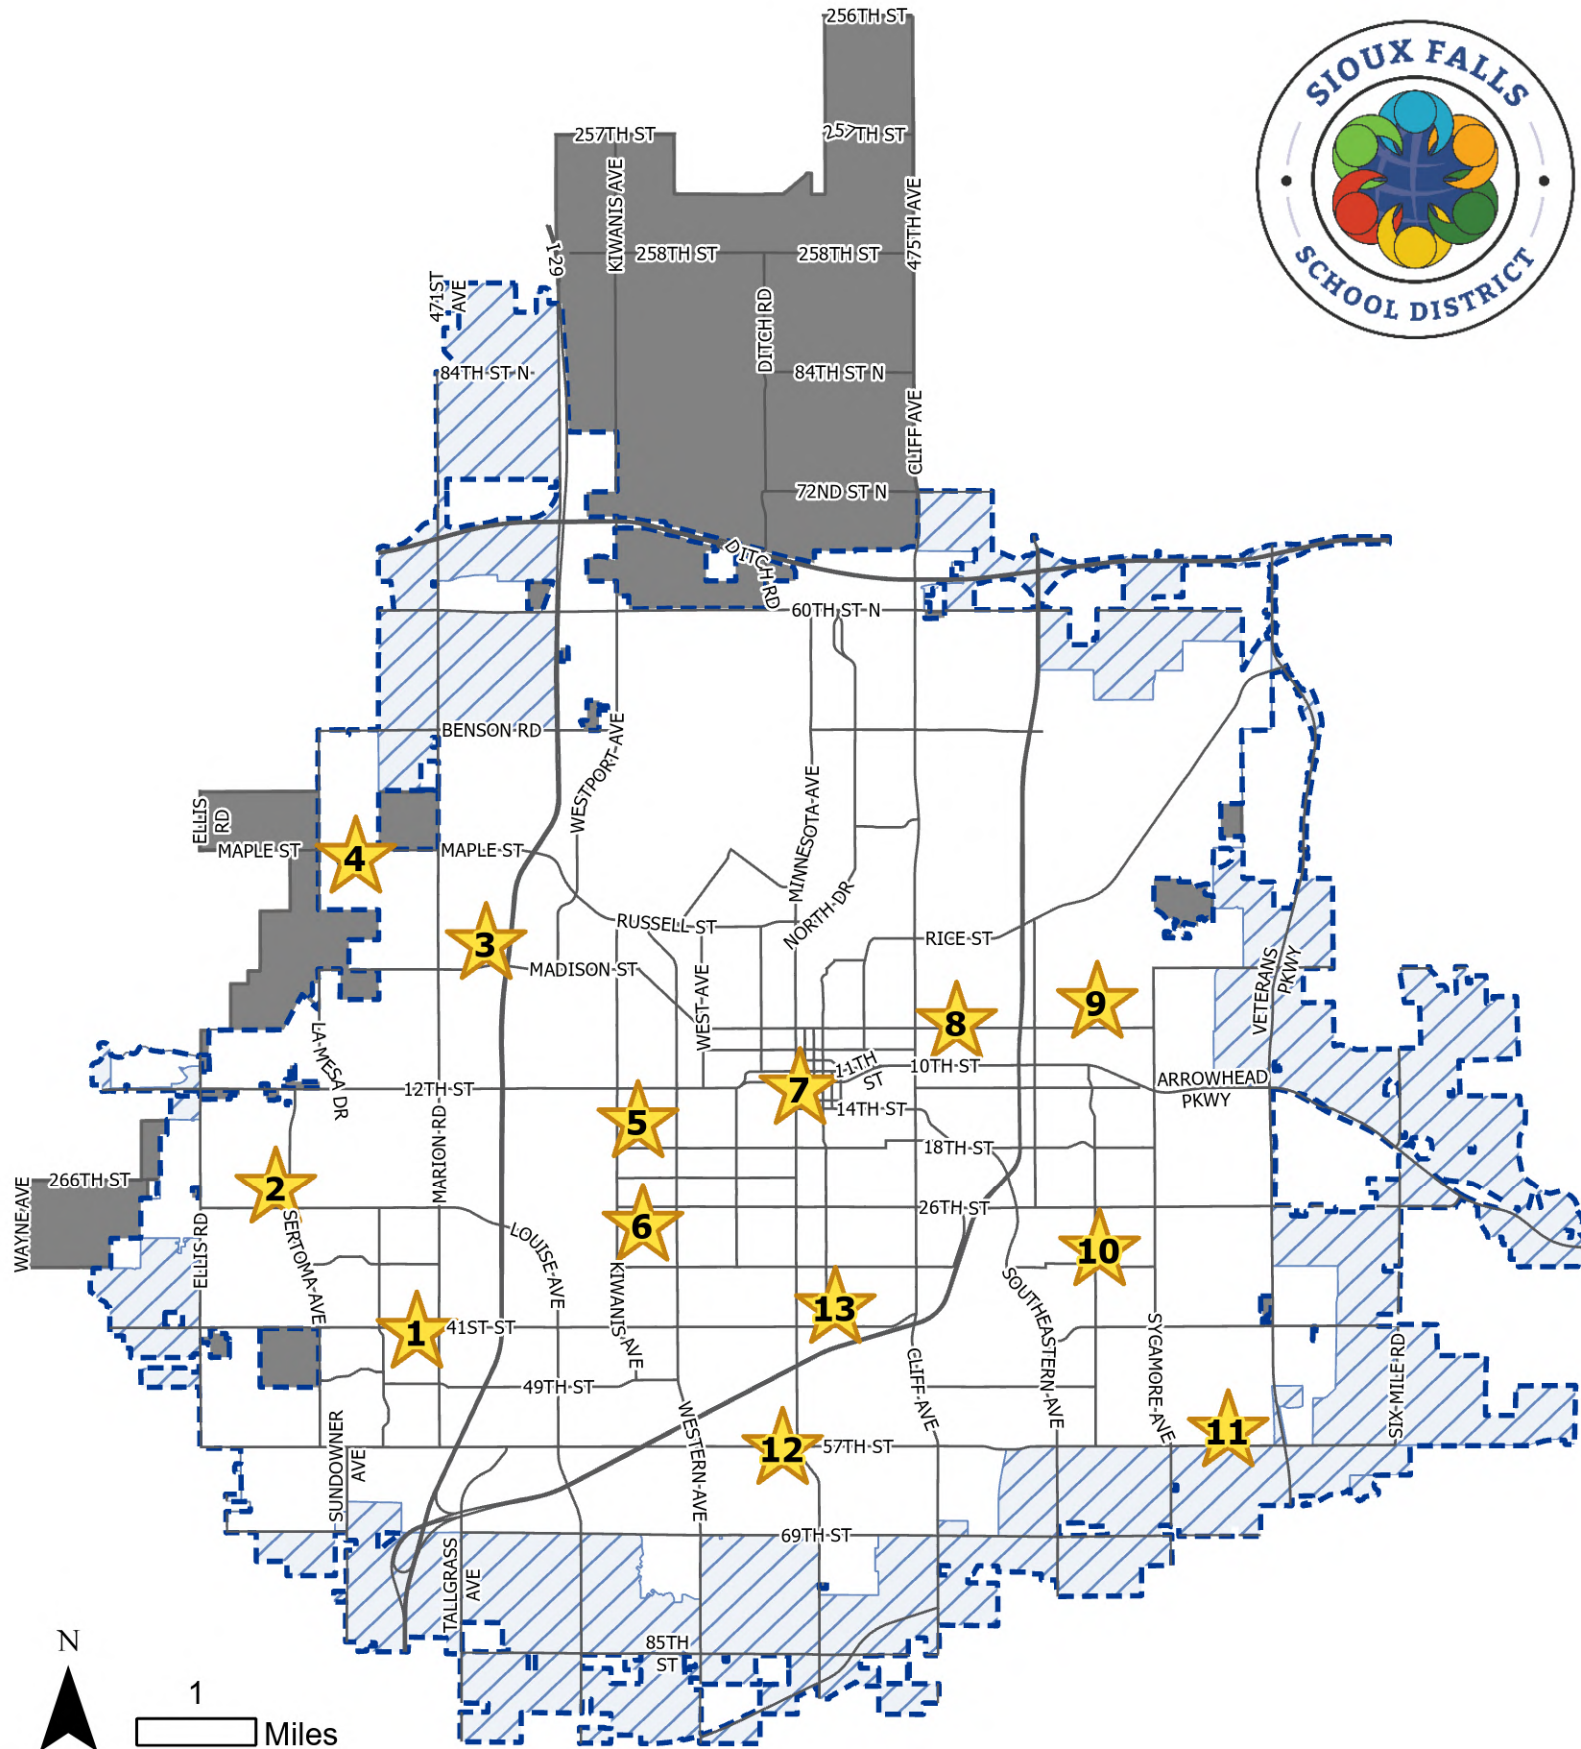 256TH ST
SIOUX FALLS
SCHOOL DISTRICT
257TH ST
257TH ST
KIWANIS AVE
475TH AVE
I-29
258TH ST
258TH ST
471ST
AVE
DITCH RD
84TH ST N
84TH ST N
CLIFF AVE
72ND ST N
DITCH RD
60TH ST N
BENSON RD
WESTPORT AVE
MINNESOTA AVE
ELLIS
RD
MAPLE ST
4
MAPLE ST
NORTH DR
RUSSELL ST
3
RICE ST
MADISON ST
WEST AVE
VETERANS
PKWY
9
8
LA MESA DR
11TH
ST
10TH ST
ARROWHEAD
PKWY
12TH ST
7
14TH ST
5
18TH ST
MARION RD
266TH ST
2
WAYNE AVE
26TH ST
6
ELLIS RD
SERTOMA AVE
LOUISE AVE
10
KIWANIS AVE
SOUTHEASTERN AVE
13
1
41ST ST
SYCAMORE AVE
SIX MILE RD
CLIFF AVE
49TH ST
WESTERN AVE
SUNDOWNER
AVE
12
57TH ST
11
69TH ST
TALLGRASS
AVE
85TH
ST
N
1
Miles